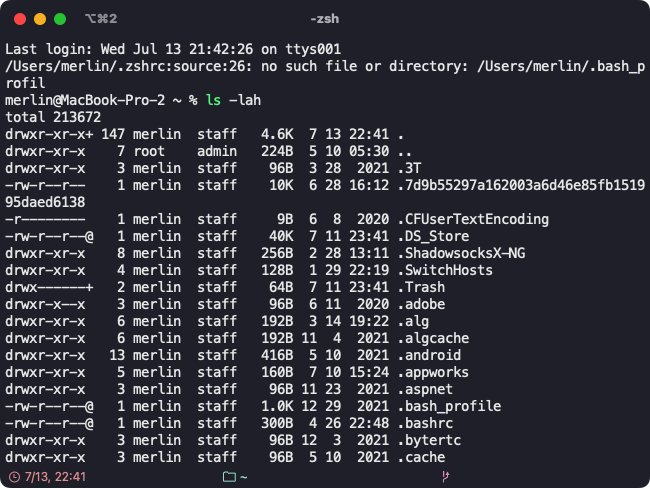 ⌥⌘2
-zsh
Last login: Wed Jul 13 21:42:26 on ttys001
/Users/merlin/.zshrc:source:26: no such file or directory: /Users/merlin/.bash_p
rofil
merlin@MacBook-Pro-2 ~ % ls -lah
total 213672
drwxr-xr-x+ 147 merlin  staff   4.6K  7 13 22:41 .
drwxr-xr-x    7 root    admin   224B  5 10 05:30 ..
drwxr-xr-x    3 merlin  staff    96B  3 28  2021 .3T
-rw-r--r--    1 merlin  staff    10K  6 28 16:12 .7d9b55297a162003a6d46e85fb1519
95daed6138
-r--------    1 merlin  staff     9B  6  8  2020 .CFUserTextEncoding
-rw-r--r--@   1 merlin  staff    40K  7 11 23:41 .DS_Store
drwxr-xr-x    8 merlin  staff   256B  2 28 13:11 .ShadowsocksX-NG
drwxr-xr-x    4 merlin  staff   128B  1 29 22:19 .SwitchHosts
drwx------+   2 merlin  staff    64B  7 11 23:41 .Trash
drwxr-x--x    3 merlin  staff    96B  6 11  2020 .adobe
drwxr-xr-x    6 merlin  staff   192B  3 14 19:22 .alg
drwxr-xr-x    6 merlin  staff   192B 11  4  2021 .algcache
drwxr-xr-x   13 merlin  staff   416B  5 10  2021 .android
drwxr-xr-x    5 merlin  staff   160B  7 10 15:24 .appworks
drwxr-xr-x    3 merlin  staff    96B 11 23  2021 .aspnet
-rw-r--r--@   1 merlin  staff   1.0K 12 29  2021 .bash_profile
-rw-r--r--@   1 merlin  staff   300B  4 26 22:48 .bashrc
drwxr-xr-x    3 merlin  staff    96B 12  3  2021 .bytertc
drwxr-xr-x    3 merlin  staff    96B  5 10  2021 .cache
7/13, 22:41
~